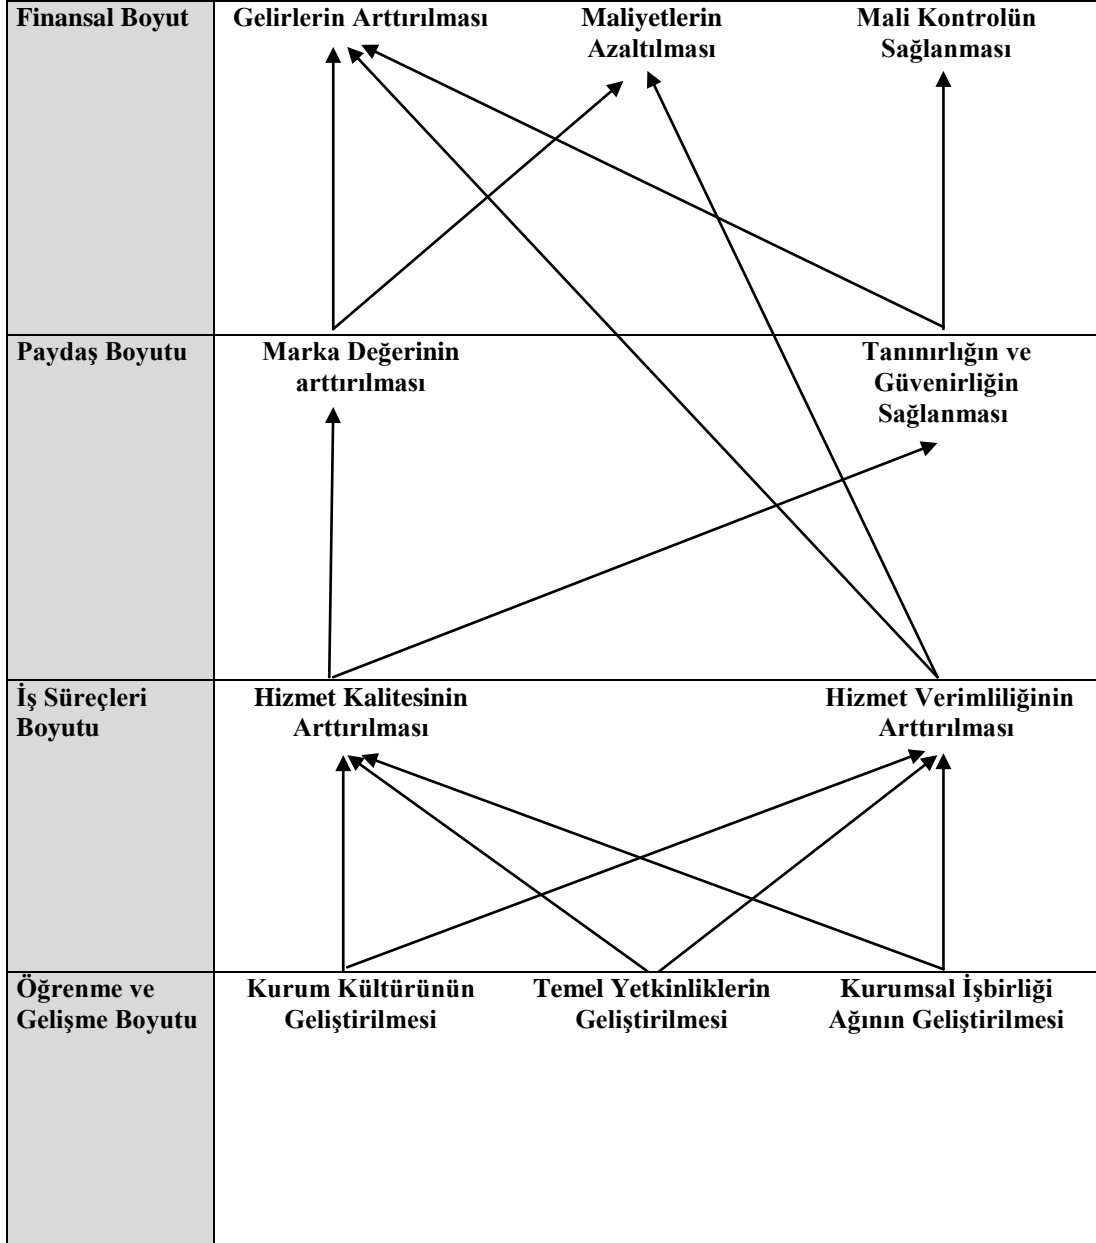 Finansal Boyut
Gelirlerin Arttırılması
Maliyetlerin
Azaltılması
Mali Kontrolün
Sağlanması
Paydaş Boyutu
Marka Değerinin
arttırılması
Tanınırlığın ve
Güvenirliğin
Sağlanması
İş Süreçleri
Boyutu
Hizmet Kalitesinin
Arttırılması
Hizmet Verimliliğinin
Arttırılması
Öğrenme ve
Gelişme Boyutu
Kurum Kültürünün
Geliştirilmesi
Temel Yetkinliklerin
Geliştirilmesi
Kurumsal İşbirliği
Ağının Geliştirilmesi